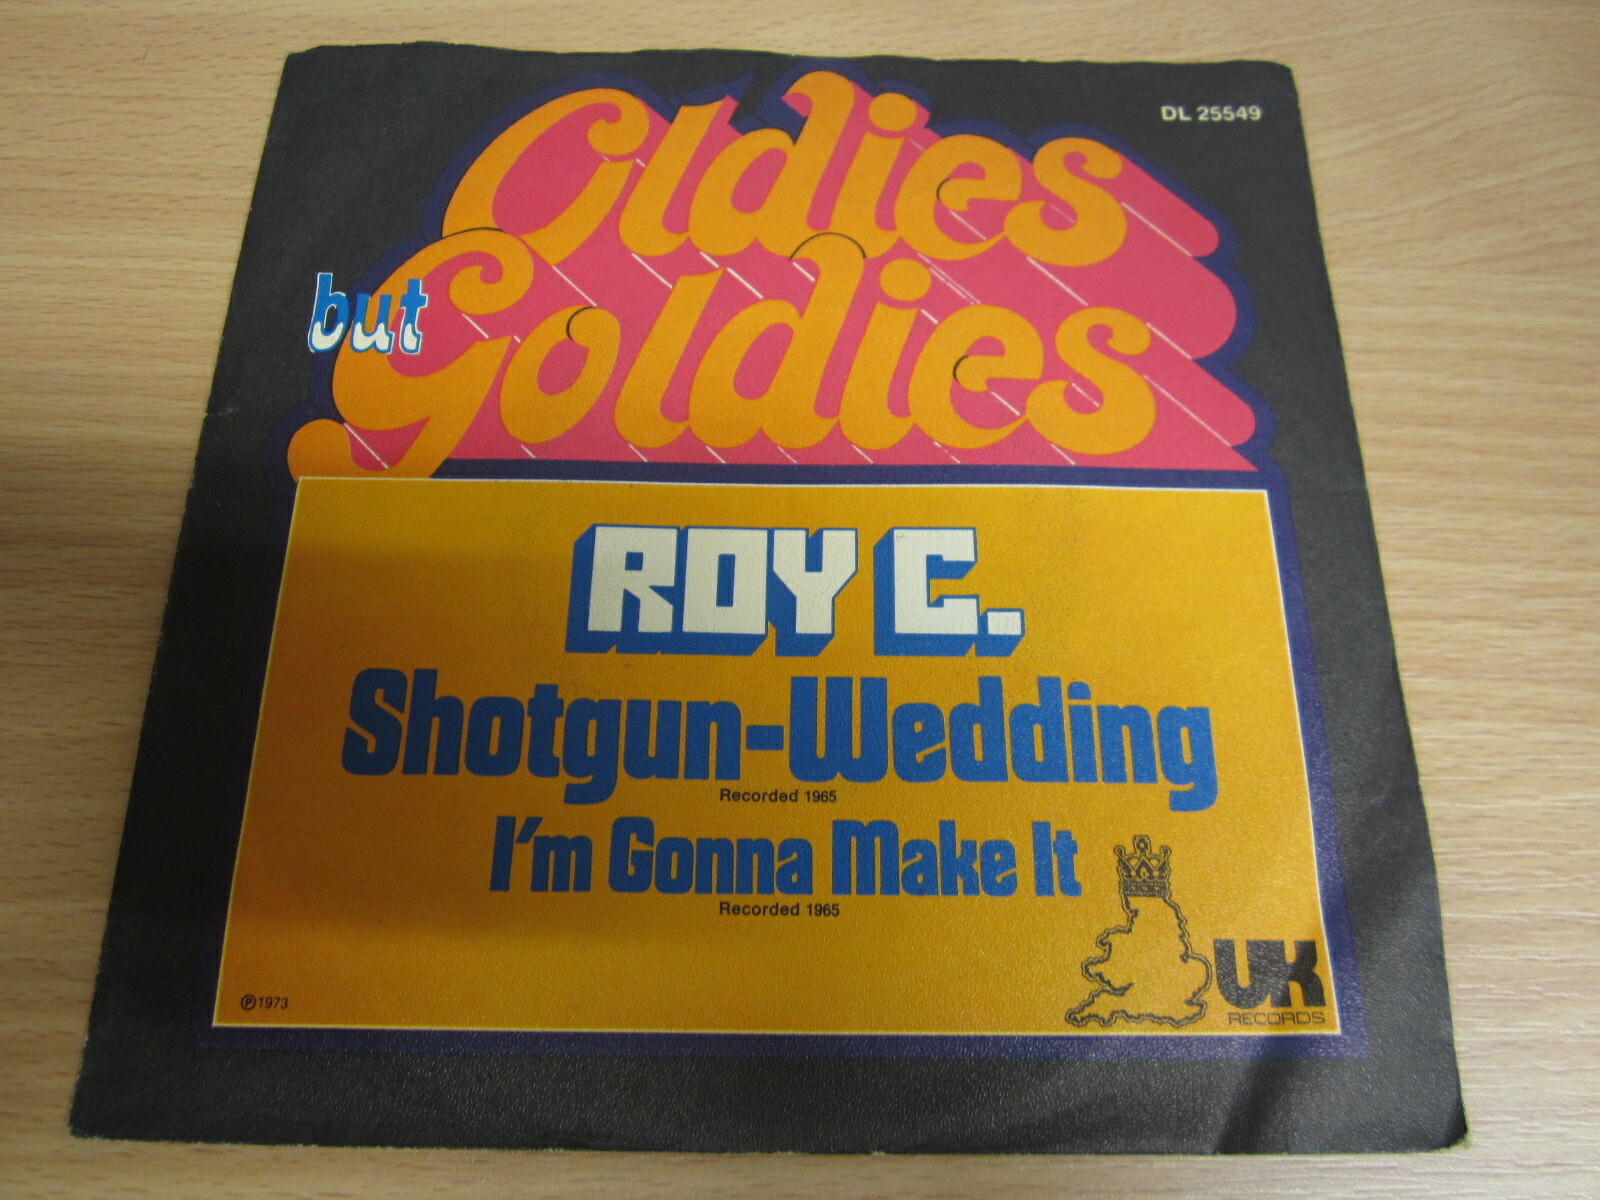 DL 25549
Oldies
but
Goldies
ROY C.
Shotgun-Wedding
Recorded 1965
I'm Gonna Make It
Recorded 1965
℗1973
UK
RECORDS